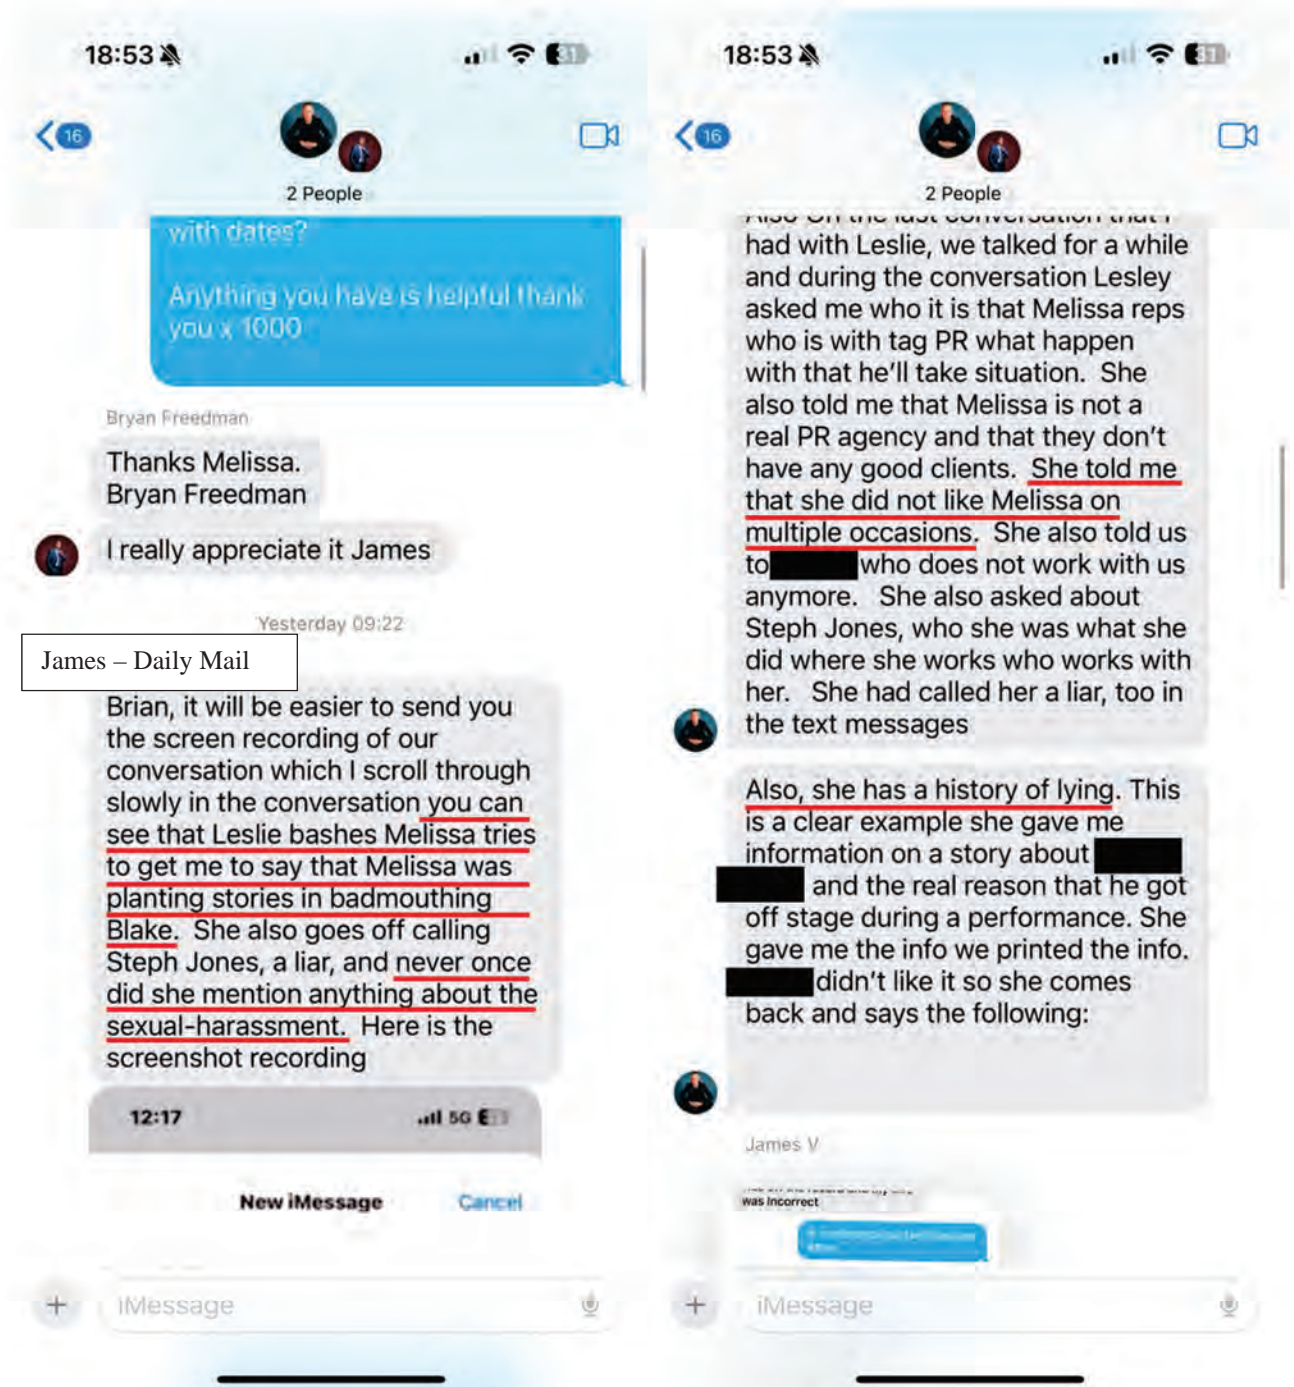 18:53
31
16
2 People
with dates?
Anything you have is helpful thank
you x 1000
Bryan Freedman
Thanks Melissa.
Bryan Freedman
I really appreciate it James
Yesterday 09:22
James – Daily Mail
Brian, it will be easier to send you
the screen recording of our
conversation which I scroll through
slowly in the conversation you can
see that Leslie bashes Melissa tries
to get me to say that Melissa was
planting stories in badmouthing
Blake. She also goes off calling
Steph Jones, a liar, and never once
did she mention anything about the
sexual-harassment. Here is the
screenshot recording
12:17
5G
New iMessage
Cancel
iMessage
18:53
31
16
2 People
Also On the last conversation that I
had with Leslie, we talked for a while
and during the conversation Lesley
asked me who it is that Melissa reps
who is with tag PR what happen
with that he'll take situation. She
also told me that Melissa is not a
real PR agency and that they don't
have any good clients. She told me
that she did not like Melissa on
multiple occasions. She also told us
to who does not work with us
anymore. She also asked about
Steph Jones, who she was what she
did where she works who works with
her. She had called her a liar, too in
the text messages
Also, she has a history of lying. This
is a clear example she gave me
information on a story about
and the real reason that he got
off stage during a performance. She
gave me the info we printed the info.
didn't like it so she comes
back and says the following:
James V
was incorrect
iMessage